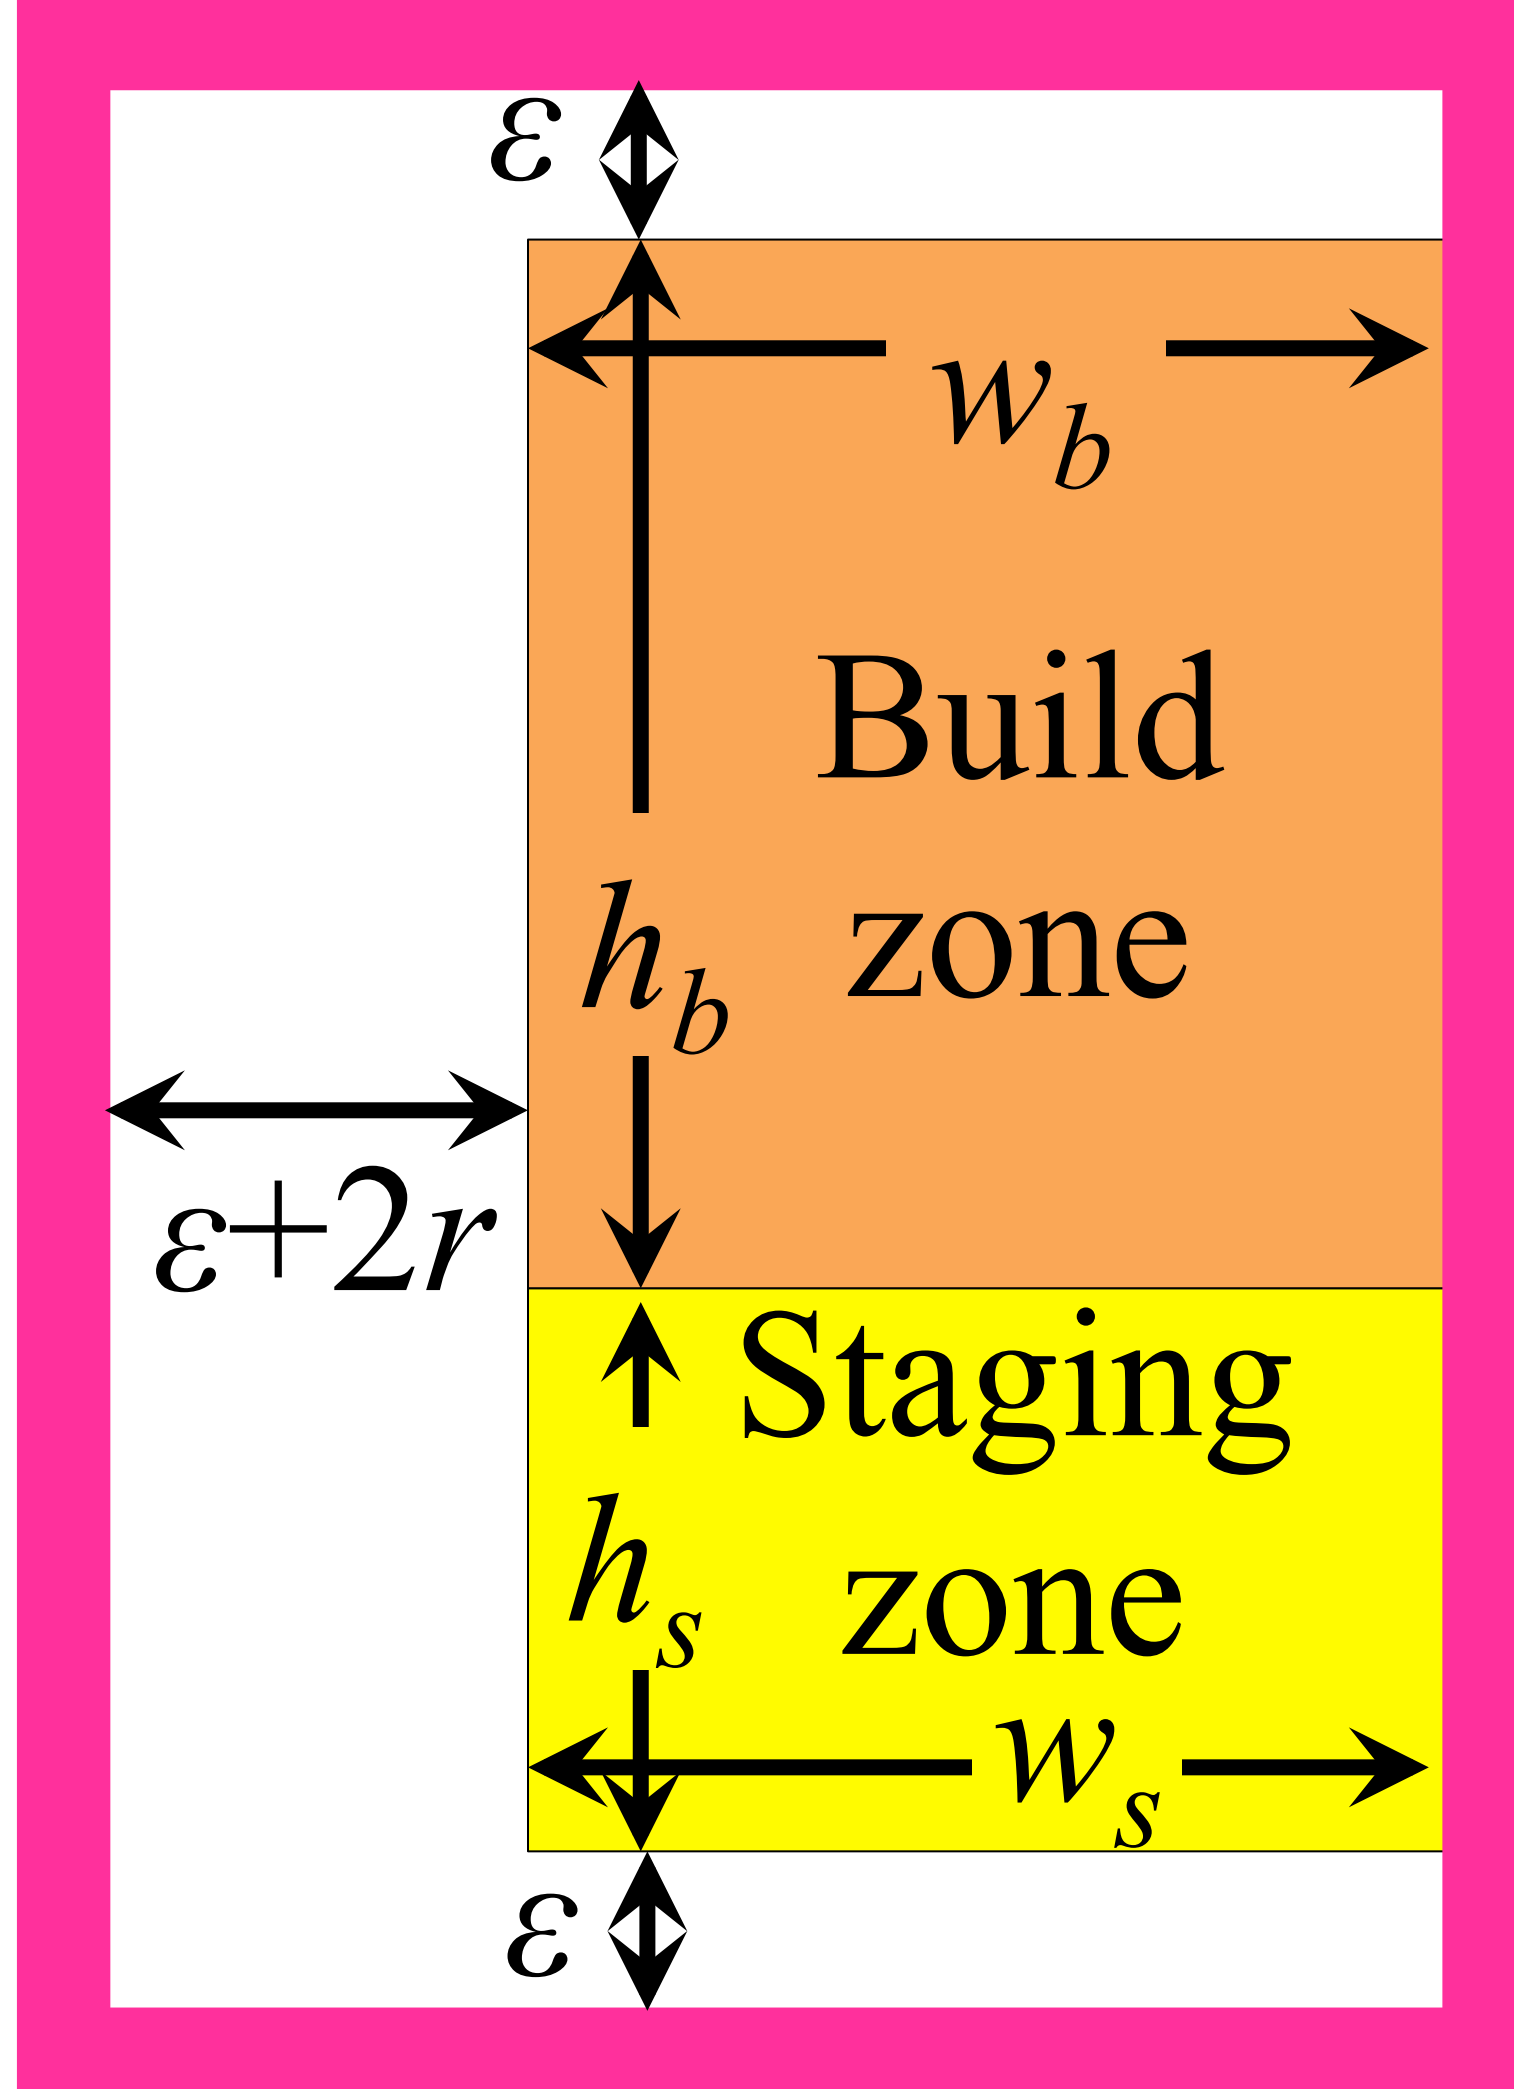 ε
w_b
Build
zone
h_b
ε+2r
Staging
zone
h_s
w_s
ε